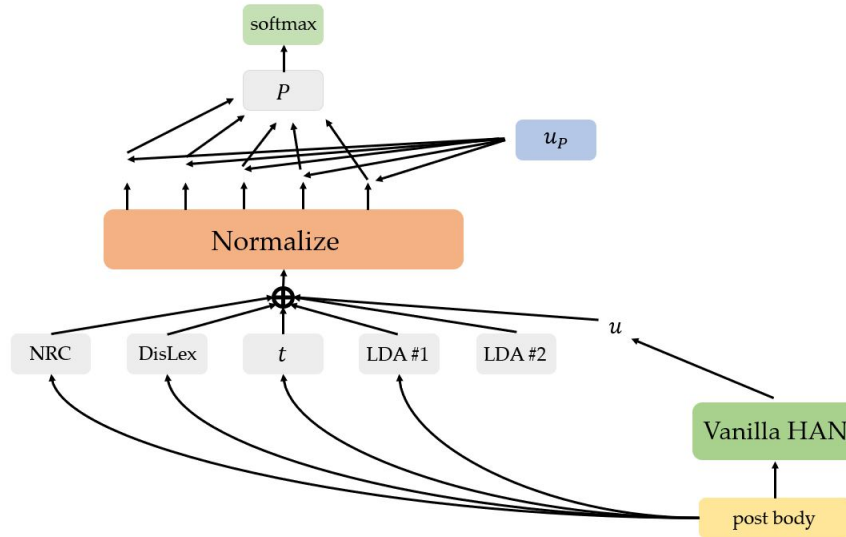 softmax
P
u_P
Normalize
u
NRC
DisLex
t
LDA #1
LDA #2
Vanilla HAN
post body